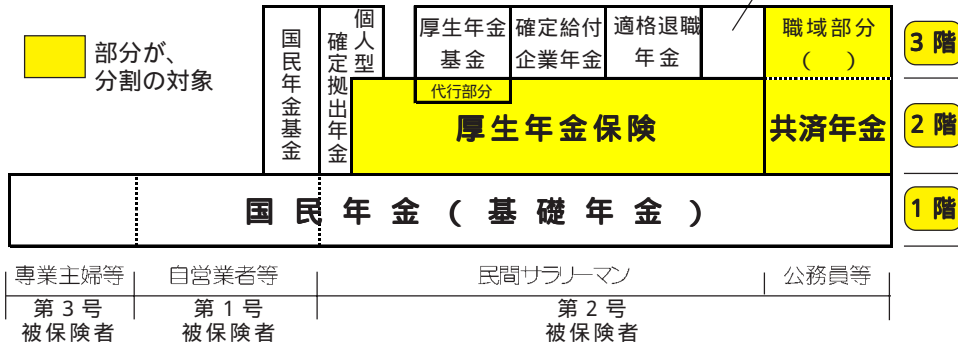 部分が、
分割の対象
国民年金基金
個人型
確定拠出年金
厚生年金
基金
確定給付
企業年金
適格退職
年金
職域部分
(　)
3階
代行部分
厚生年金保険
共済年金
2階
国民年金(基礎年金)
1階
専業主婦等
自営業者等
民間サラリーマン
公務員等
第3号
被保険者
第1号
被保険者
第2号
被保険者